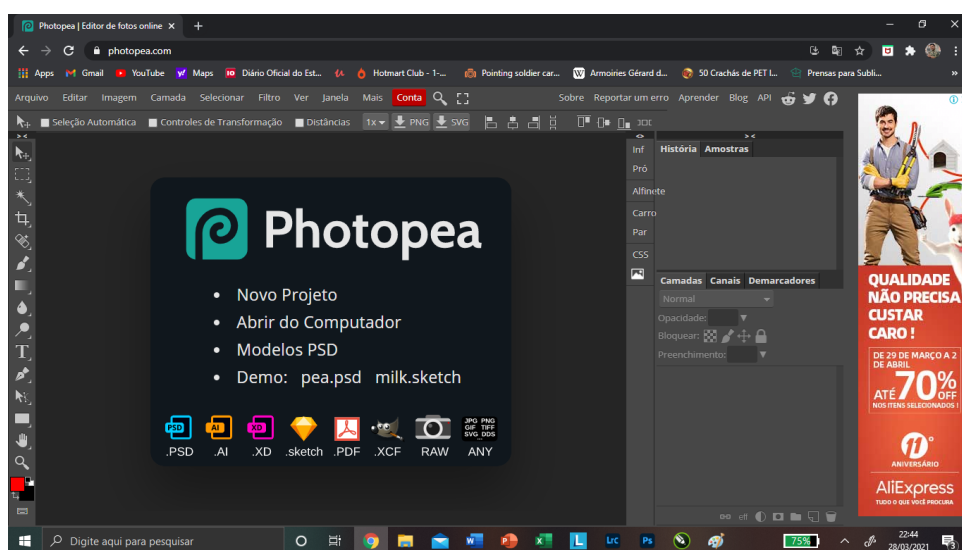 Photopea | Editor de fotos online
photopea.com
Apps Gmail YouTube Maps Diário Oficial do Est... Hotmart Club - 1-... Pointing soldier car... Armoiries Gérard d... 50 Crachás de PET I... Prensas para Subli...
Arquivo Editar Imagem Camada Selecionar Filtro Ver Janela Mais Conta Sobre Reportar um erro Aprender Blog API
Seleção Automática Controles de Transformação Distâncias 1x PNG SVG
Inf
Pró
Alfinete
Carro
Par
CSS
História Amostras
Camadas Canais Demarcadores
Normal
Opacidade:
Bloquear:
Preenchimento:
Photopea
Novo Projeto
Abrir do Computador
Modelos PSD
Demo: pea.psd milk.sketch
PSD AI XD JPG PNG
GIF TIFF
SVG DDS
.PSD .AI .XD .sketch .PDF .XCF RAW ANY
QUALIDADE
NÃO PRECISA
CUSTAR
CARO !
DE 29 DE MARÇO A 2
DE ABRIL
ATÉ 70% OFF
NOS ITENS SELECIONADOS !
11°
ANIVERSÁRIO
AliExpress
TUDO O QUE VOCÊ PROCURA
eff
Digite aqui para pesquisar
L Lrc Ps
75%
22:44
28/03/2021
3